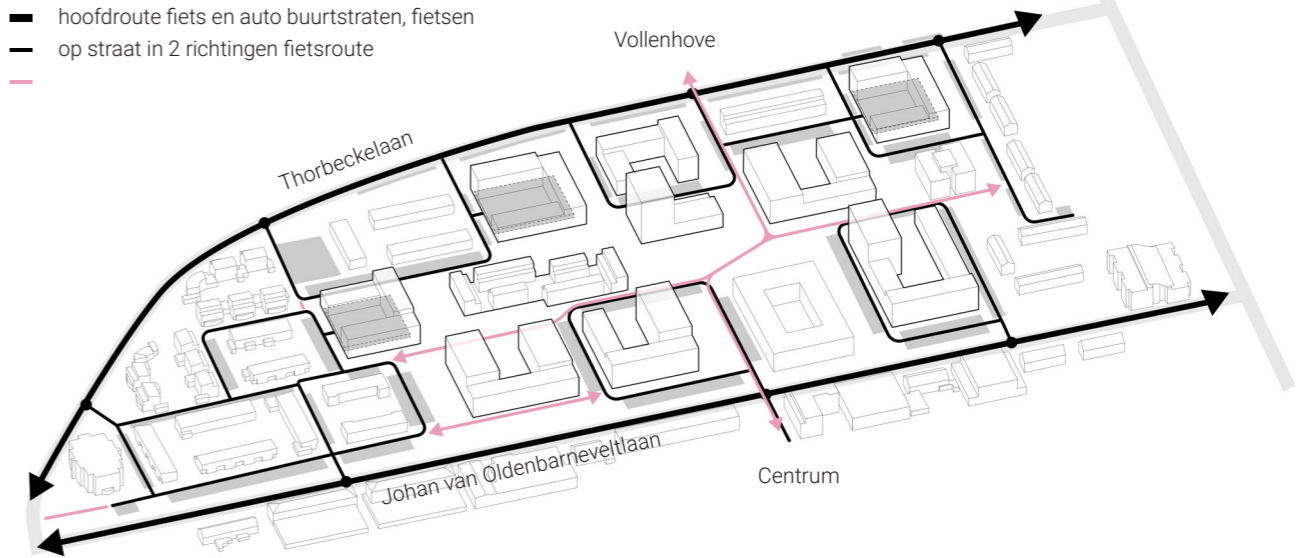 hoofdroute fiets en auto buurtstraten, fietsen
op straat in 2 richtingen fietsroute
Vollenhove
Thorbeckelaan
Johan van Oldenbarneveltlaan
Centrum